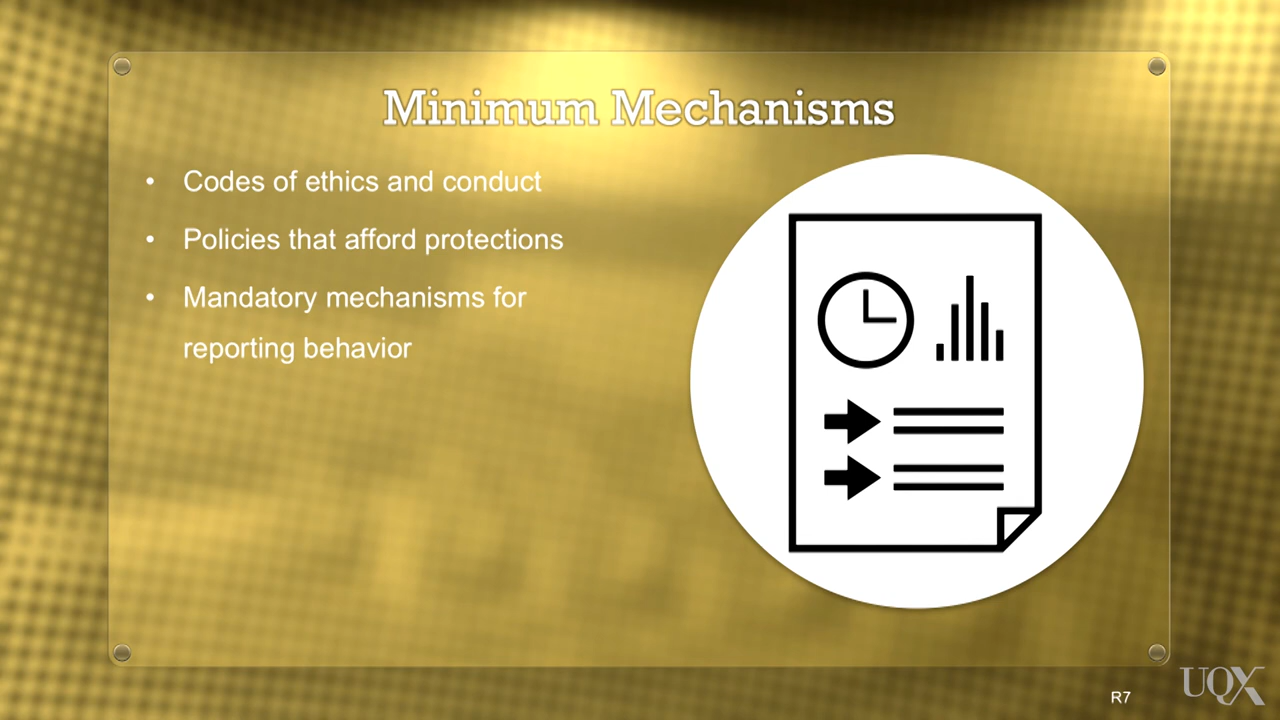 Minimum Mechanisms
• Codes of ethics and conduct
• Policies that afford protections
• Mandatory mechanisms for
reporting behavior
R7
UQX